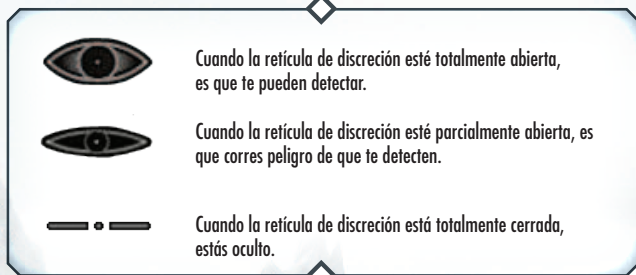 Cuando la retícula de discreción esté totalmente abierta,
es que te pueden detectar.
Cuando la retícula de discreción esté parcialmente abierta, es
que corres peligro de que te detecten.
Cuando la retícula de discreción está totalmente cerrada,
estás oculto.